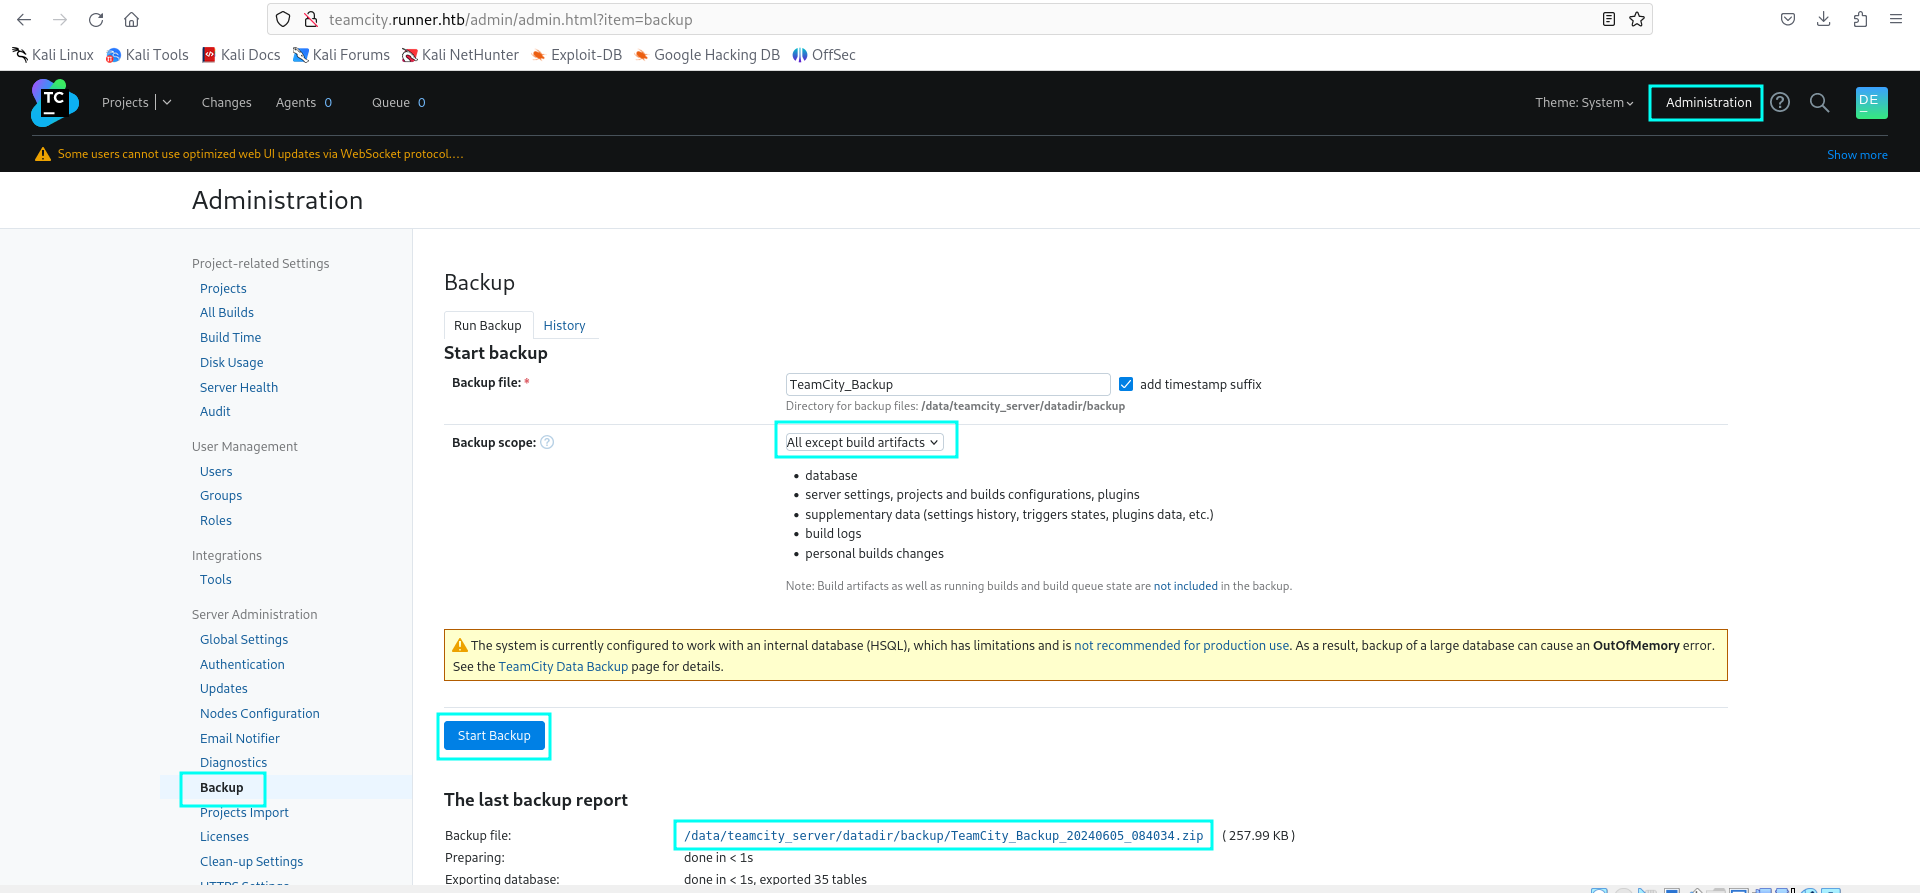 teamcity.runner.htb/admin/admin.html?item=backup
Kali Linux Kali Tools Kali Docs Kali Forums Kali NetHunter Exploit-DB Google Hacking DB OffSec
TC Projects Changes Agents 0 Queue 0 Theme: System Administration DE
Some users cannot use optimized web UI updates via WebSocket protocol.... Show more
Administration
Project-related Settings
Projects
All Builds
Build Time
Disk Usage
Server Health
Audit
User Management
Users
Groups
Roles
Integrations
Tools
Server Administration
Global Settings
Authentication
Updates
Nodes Configuration
Email Notifier
Diagnostics
Backup
Projects Import
Licenses
Clean-up Settings
HTTPS Settings
Backup
Run Backup History
Start backup
Backup file: * TeamCity_Backup add timestamp suffix
Directory for backup files: /data/teamcity_server/datadir/backup
Backup scope: ? All except build artifacts
• database
• server settings, projects and builds configurations, plugins
• supplementary data (settings history, triggers states, plugins data, etc.)
• build logs
• personal builds changes
Note: Build artifacts as well as running builds and build queue state are not included in the backup.
The system is currently configured to work with an internal database (HSQL), which has limitations and is not recommended for production use. As a result, backup of a large database can cause an OutOfMemory error.
See the TeamCity Data Backup page for details.
Start Backup
The last backup report
Backup file: /data/teamcity_server/datadir/backup/TeamCity_Backup_20240605_084034.zip ( 257.99 KB )
Preparing: done in < 1s
Exporting database: done in < 1s, exported 35 tables